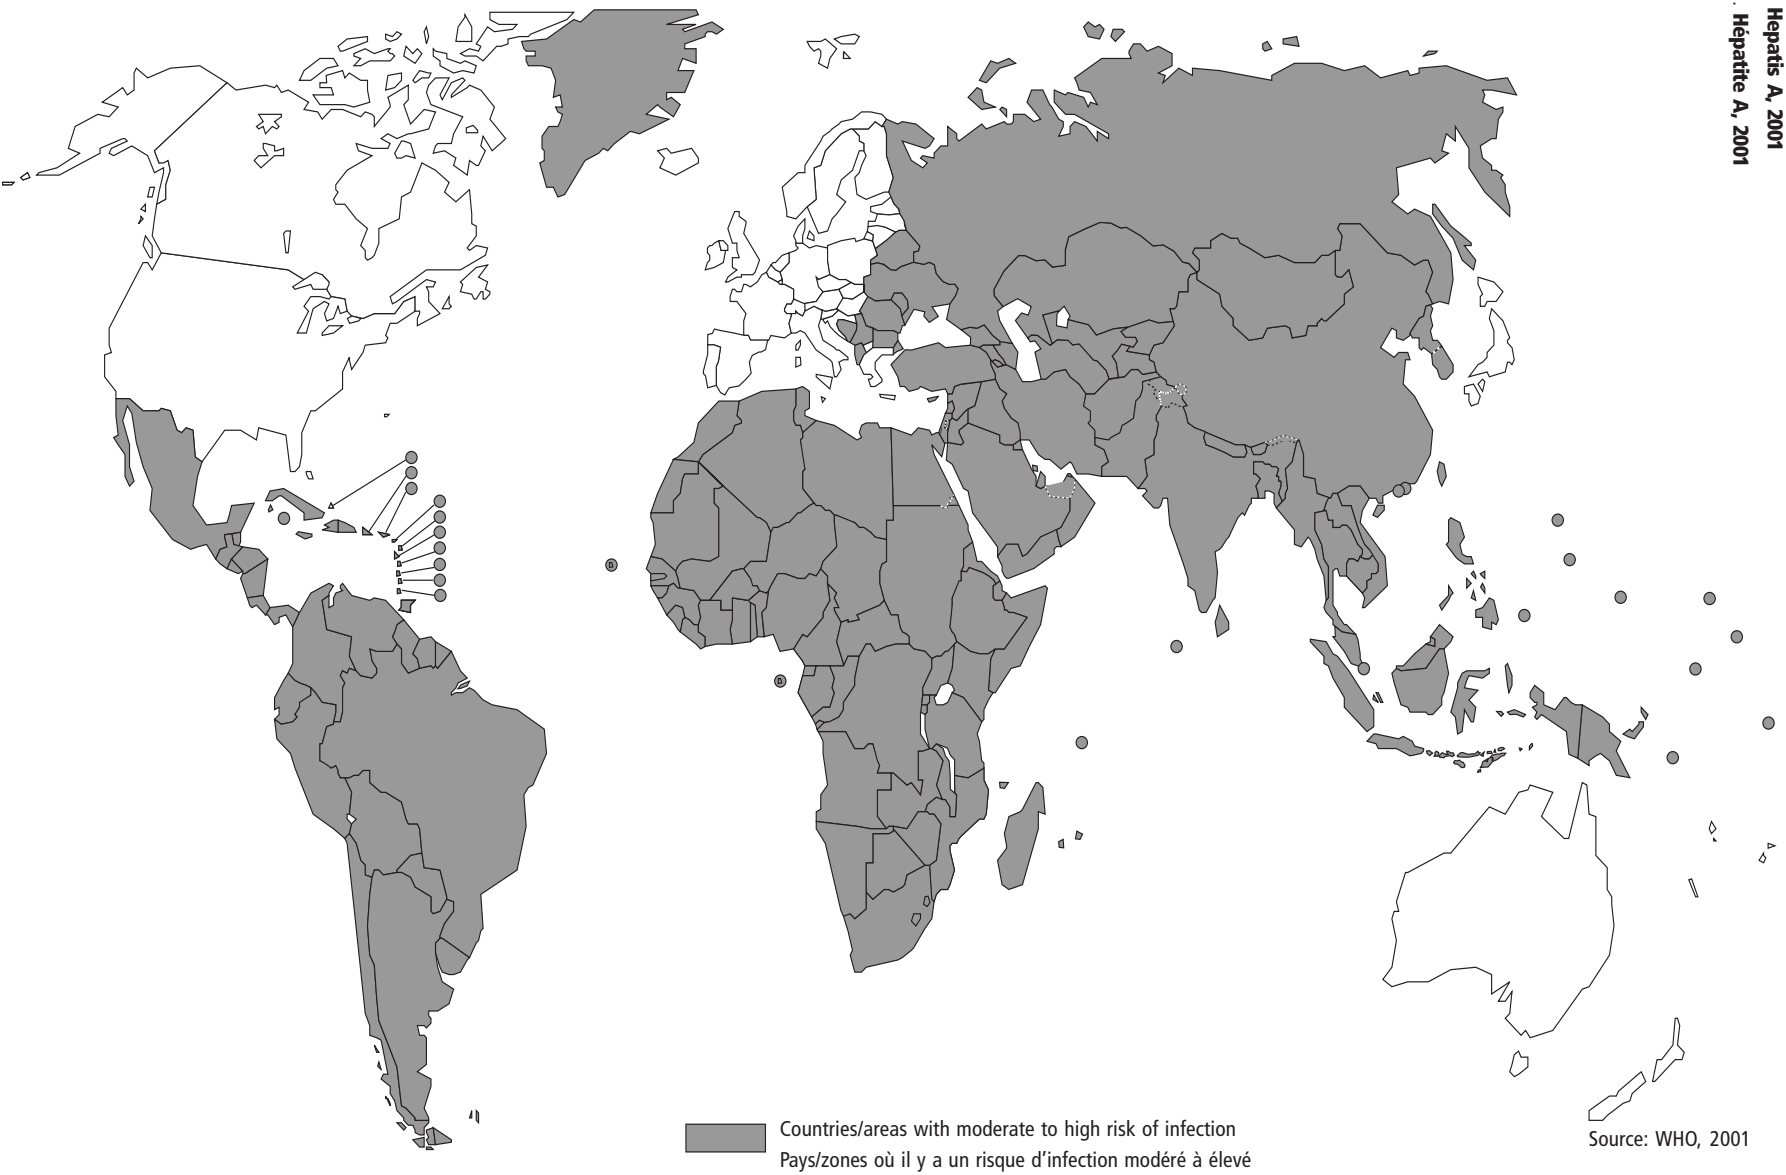 Hepatis A, 2001
. Hépatite A, 2001
Countries/areas with moderate to high risk of infection
Pays/zones où il y a un risque d’infection modéré à élevé
Source: WHO, 2001